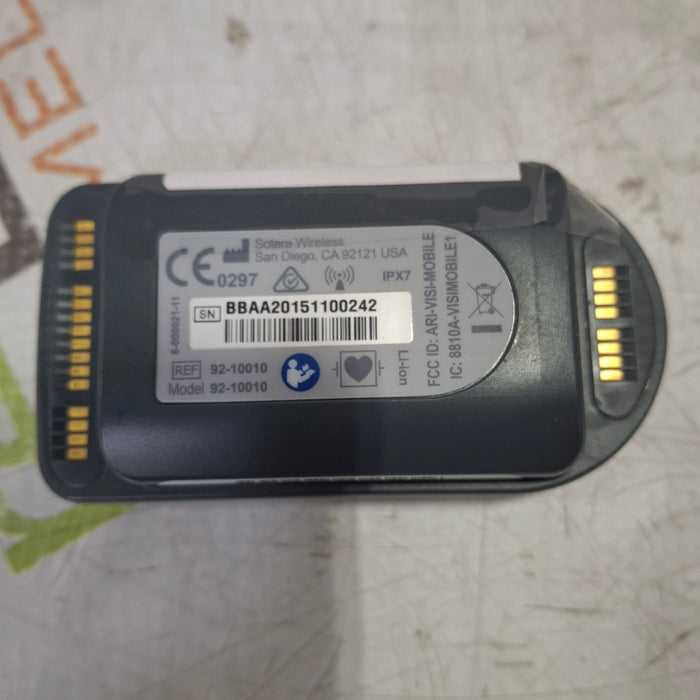 Sotera Wireless
San Diego, CA 92121 USA
CE 0297
IPX7
SN BBAA20151100242
6-000021-11
REF 92-10010
Model 92-10010
Li-ion
FCC ID: ARI-VISI-MOBILE
IC: 8810A-VISIMOBILE1